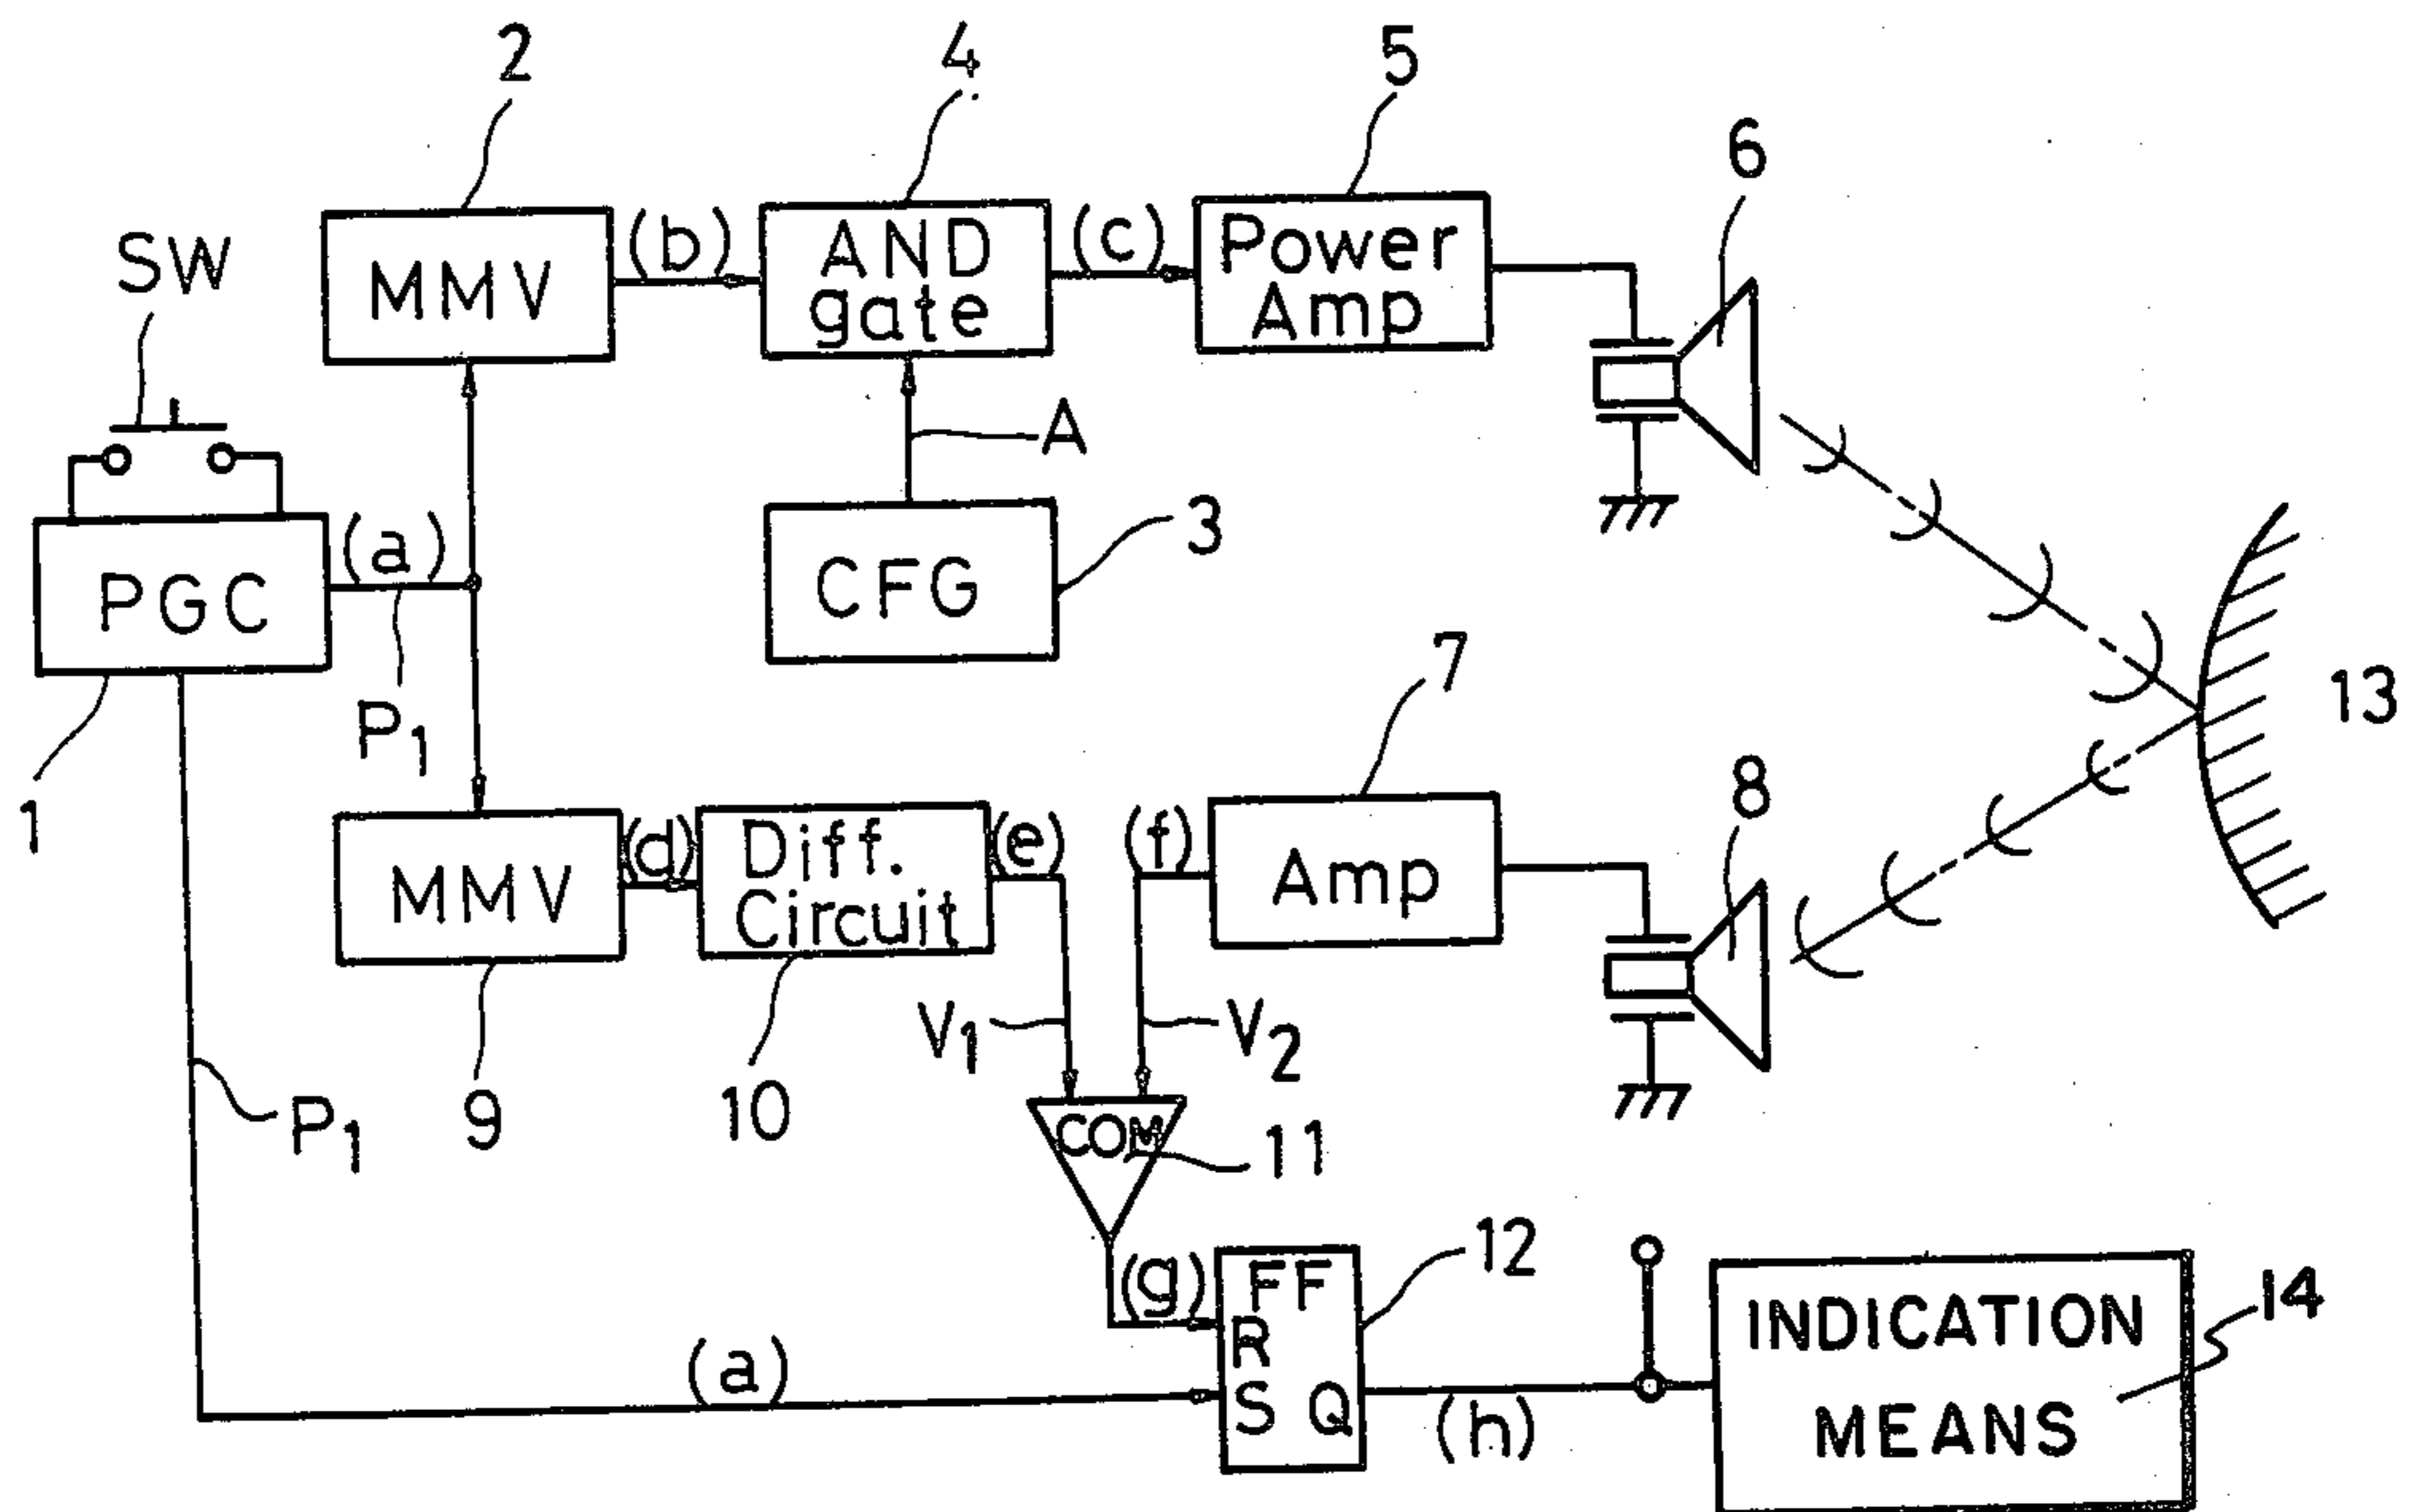 2
4
5
6
SW
MMV
(b)
AND
gate
(c)
Power
Amp
A
PGC
(a)
CFG
3
P1
1
7
13
8
MMV
(d)
Diff.
Circuit
(e)
(f)
Amp
V1
V2
P1
9
10
COM
11
(g)
FF
R
S Q
12
(a)
(h)
INDICATION
MEANS
14